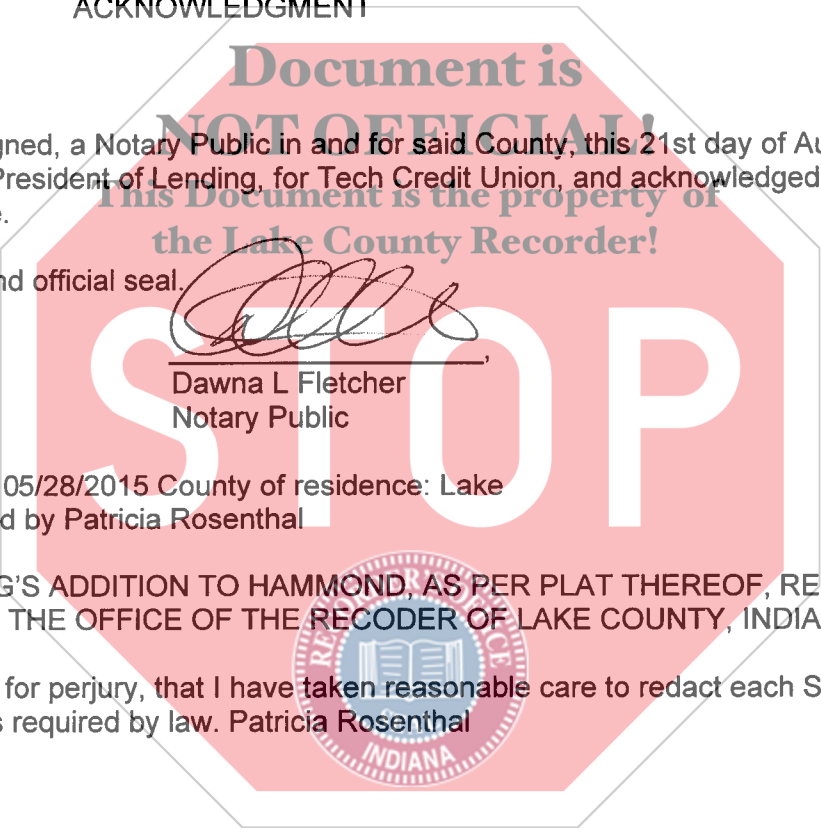 ACKNOWLEDGMENT
Document is
NOT OFFICIAL!
gned, a Notary Public in and for said County, this 21st day of Au
President of Lending, for Tech Credit Union, and acknowledged
This Document is the property of
e.
the Lake County Recorder!
nd official seal.
STOP
Dawna L Fletcher
Notary Public
05/28/2015 County of residence: Lake
d by Patricia Rosenthal
G'S ADDITION TO HAMMOND, AS PER PLAT THEREOF, RE
THE OFFICE OF THE RECODER OF LAKE COUNTY, INDIA
RECORDER'S OFFICE
for perjury, that I have taken reasonable care to redact each S
s required by law. Patricia Rosenthal
INDIANA